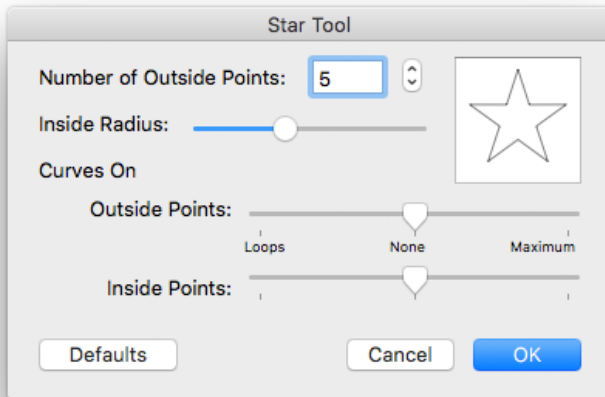 Star Tool
Number of Outside Points: 5
Inside Radius:
Curves On
Outside Points:
Loops None Maximum
Inside Points:
Defaults Cancel OK